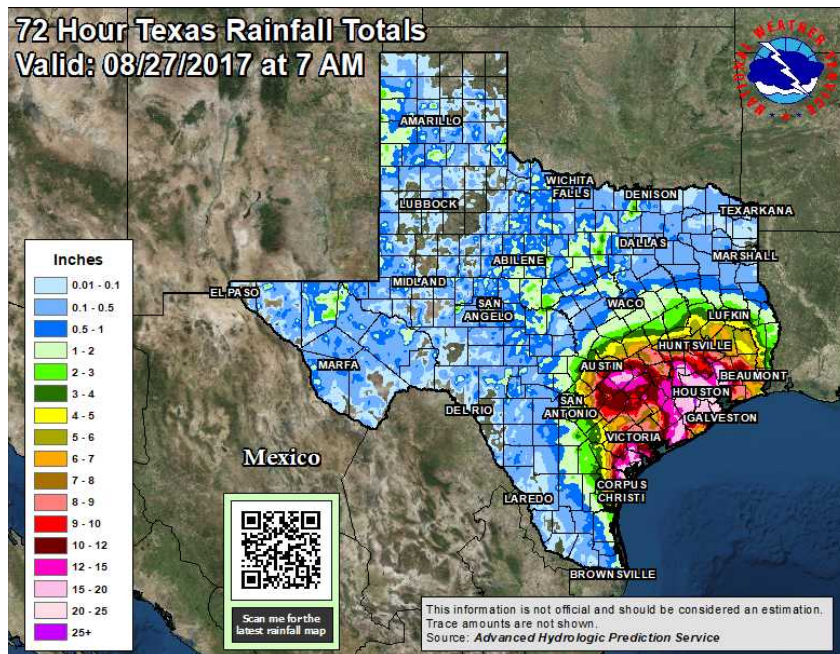 72 Hour Texas Rainfall Totals
Valid: 08/27/2017 at 7 AM
NATIONAL WEATHER SERVICE
AMARILLO
WICHITA
FALLS
DENISON
TEXARKANA
LUBBOCK
DALLAS
MARSHALL
ABILENE
MIDLAND
EL PASO
SAN
ANGELO
WACO
LUFKIN
HUNTSVILLE
MARFA
AUSTIN
BEAUMONT
HOUSTON
DEL RIO
SAN
ANTONIO
GALVESTON
VICTORIA
Mexico
CORPUS
CHRISTI
LAREDO
BROWNSVILLE
Inches
0.01 - 0.1
0.1 - 0.5
0.5 - 1
1 - 2
2 - 3
3 - 4
4 - 5
5 - 6
6 - 7
7 - 8
8 - 9
9 - 10
10 - 12
12 - 15
15 - 20
20 - 25
25+
Scan me for the
latest rainfall map
This information is not official and should be considered an estimation.
Trace amounts are not shown.
Source: Advanced Hydrologic Prediction Service